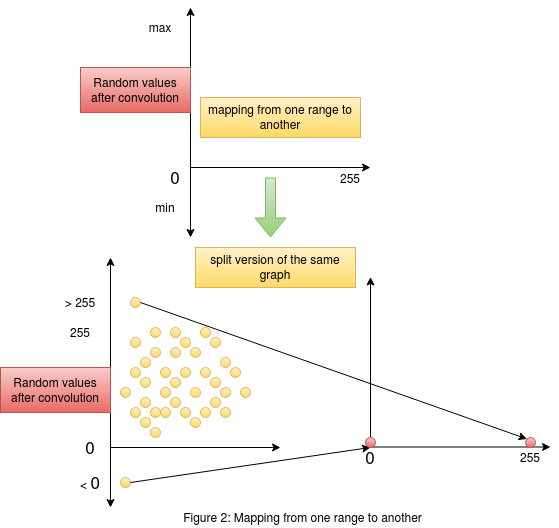 max
Random values
after convolution
mapping from one range to
another
0
255
min
split version of the same
graph
> 255
255
Random values
after convolution
0
< 0
0
255
Figure 2: Mapping from one range to another